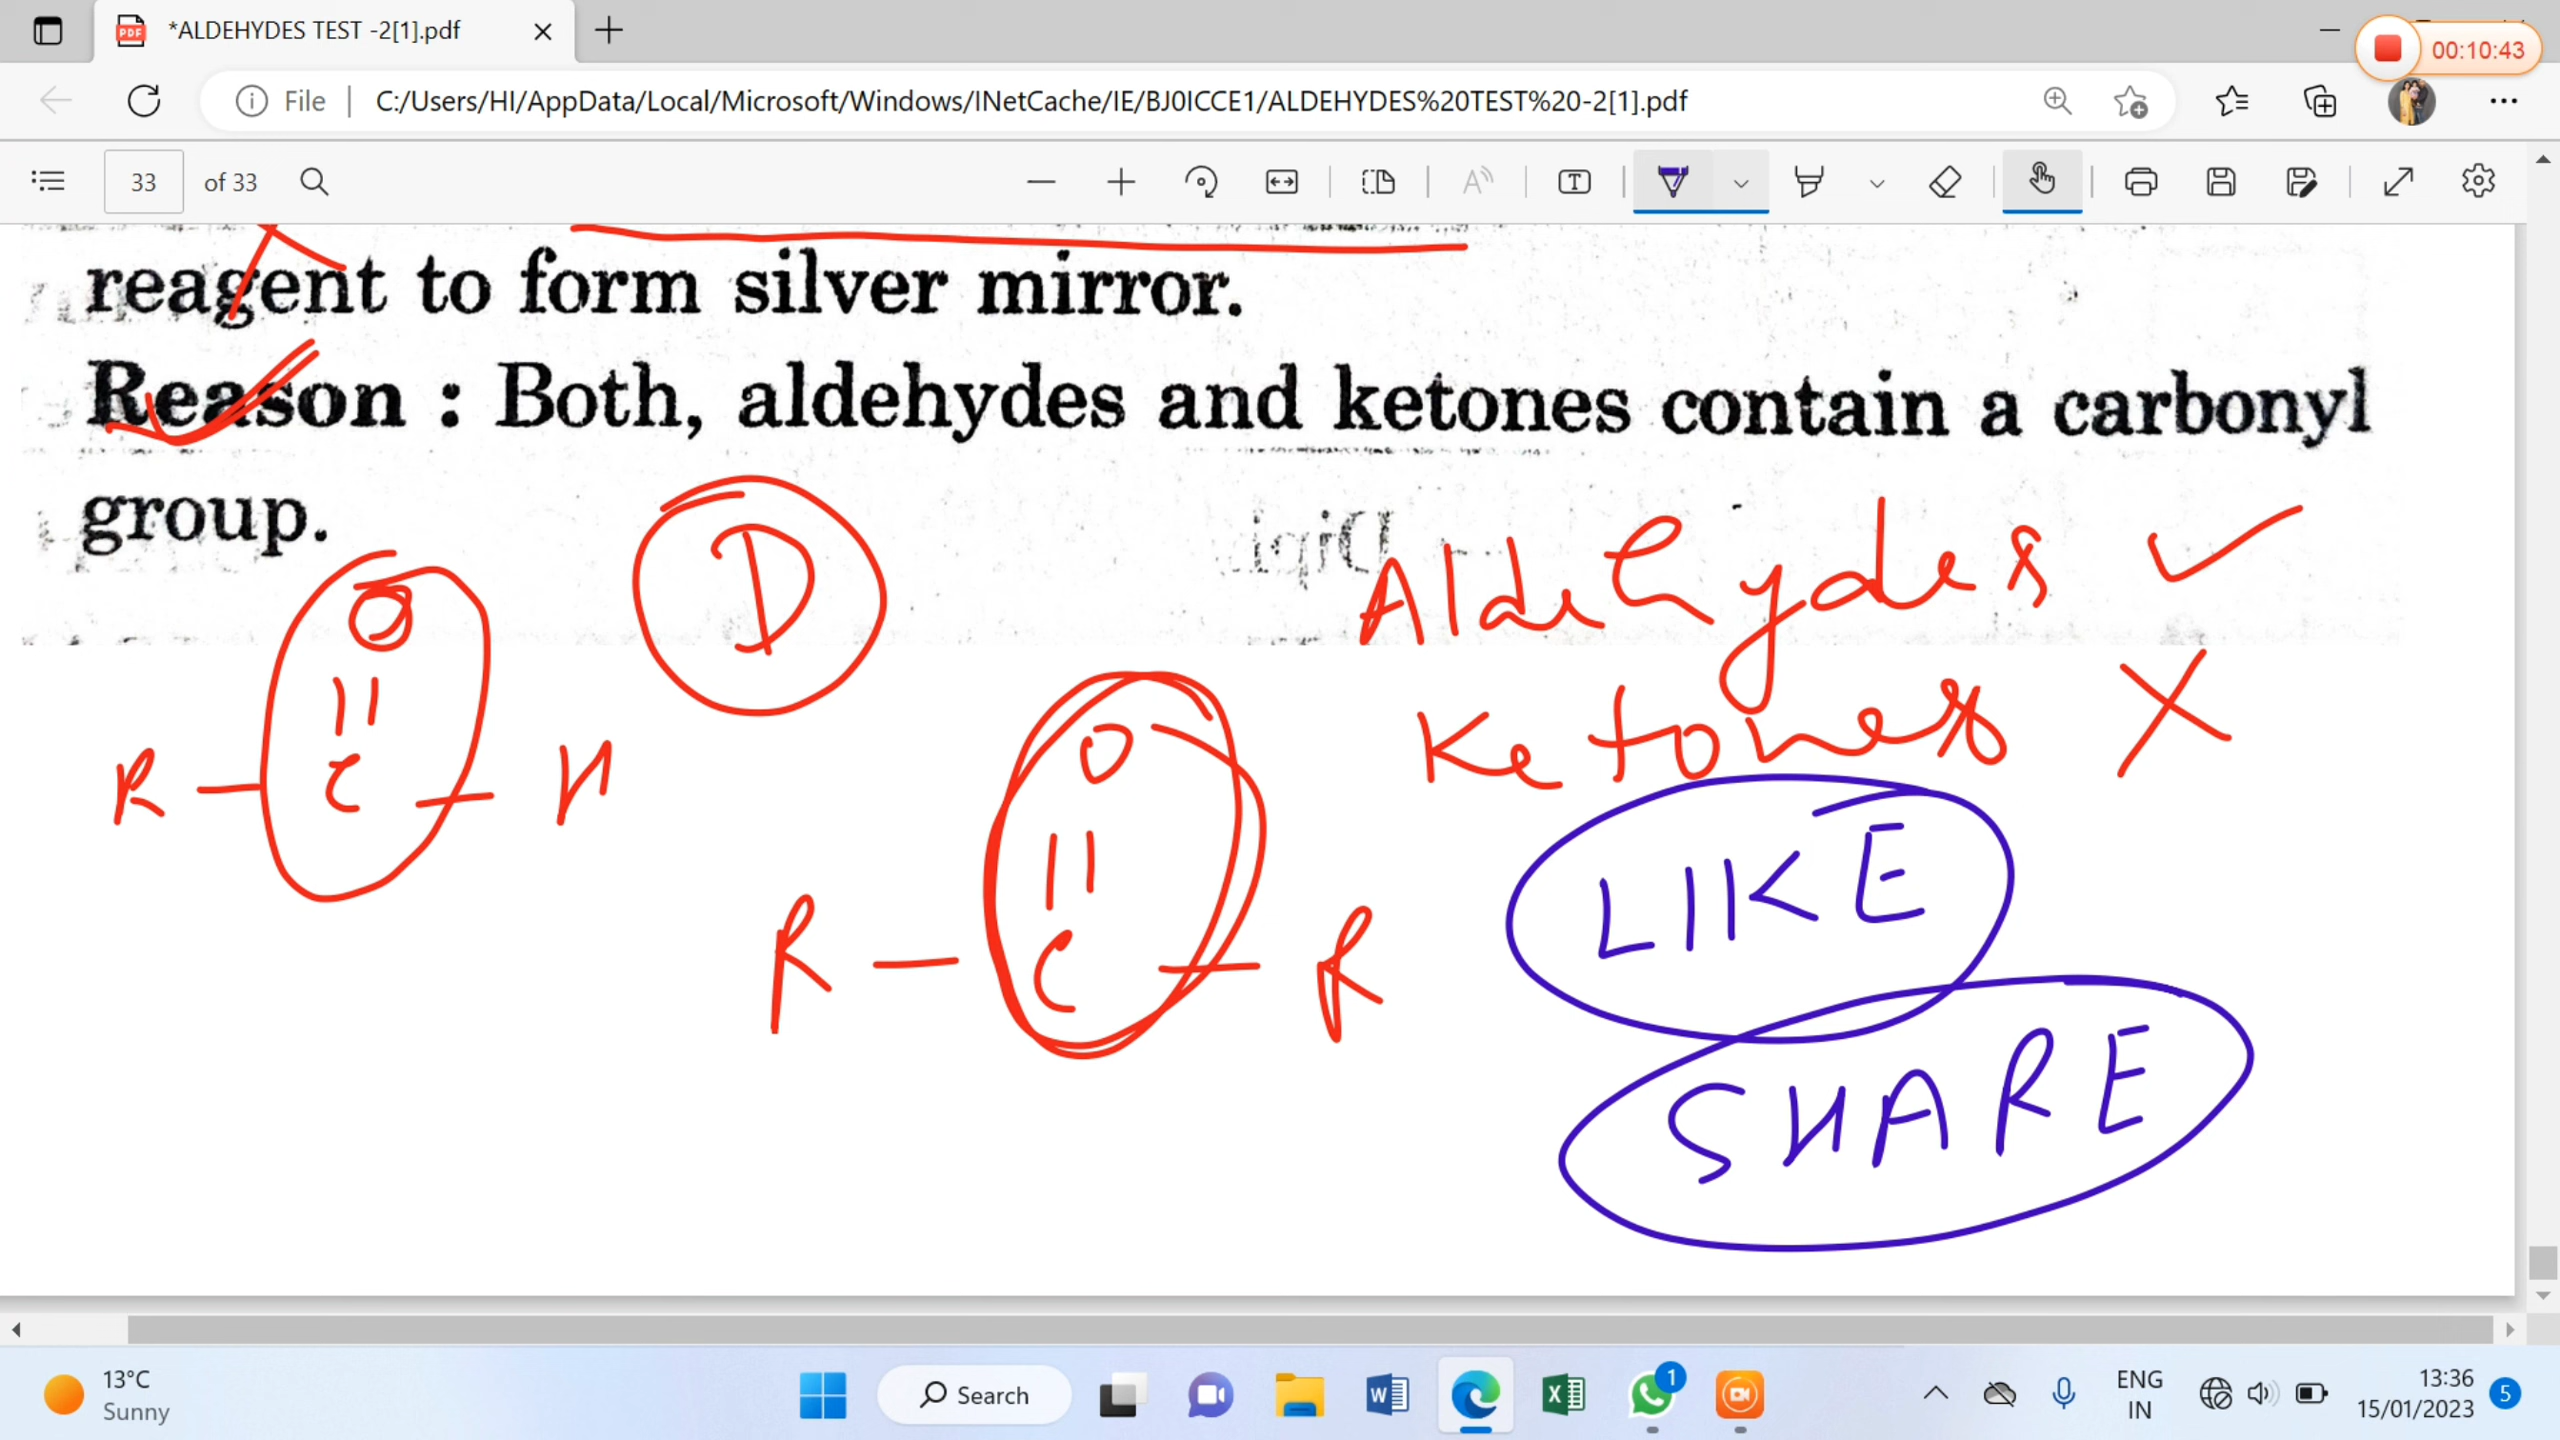 *ALDEHYDES TEST -2[1].pdf
00:10:43
File
C:/Users/HI/AppData/Local/Microsoft/Windows/INetCache/IE/BJ0ICCE1/ALDEHYDES%20TEST%20-2[1].pdf
33 of 33
reagent to form silver mirror.
Reason : Both, aldehydes and ketones contain a carbonyl
group.
D
Aldehydes ✓
O
Ketones X
R – C – H
O
LIKE
R – C – R
SHARE
13°C
Sunny
Search
1
ENG
IN
13:36
15/01/2023
5